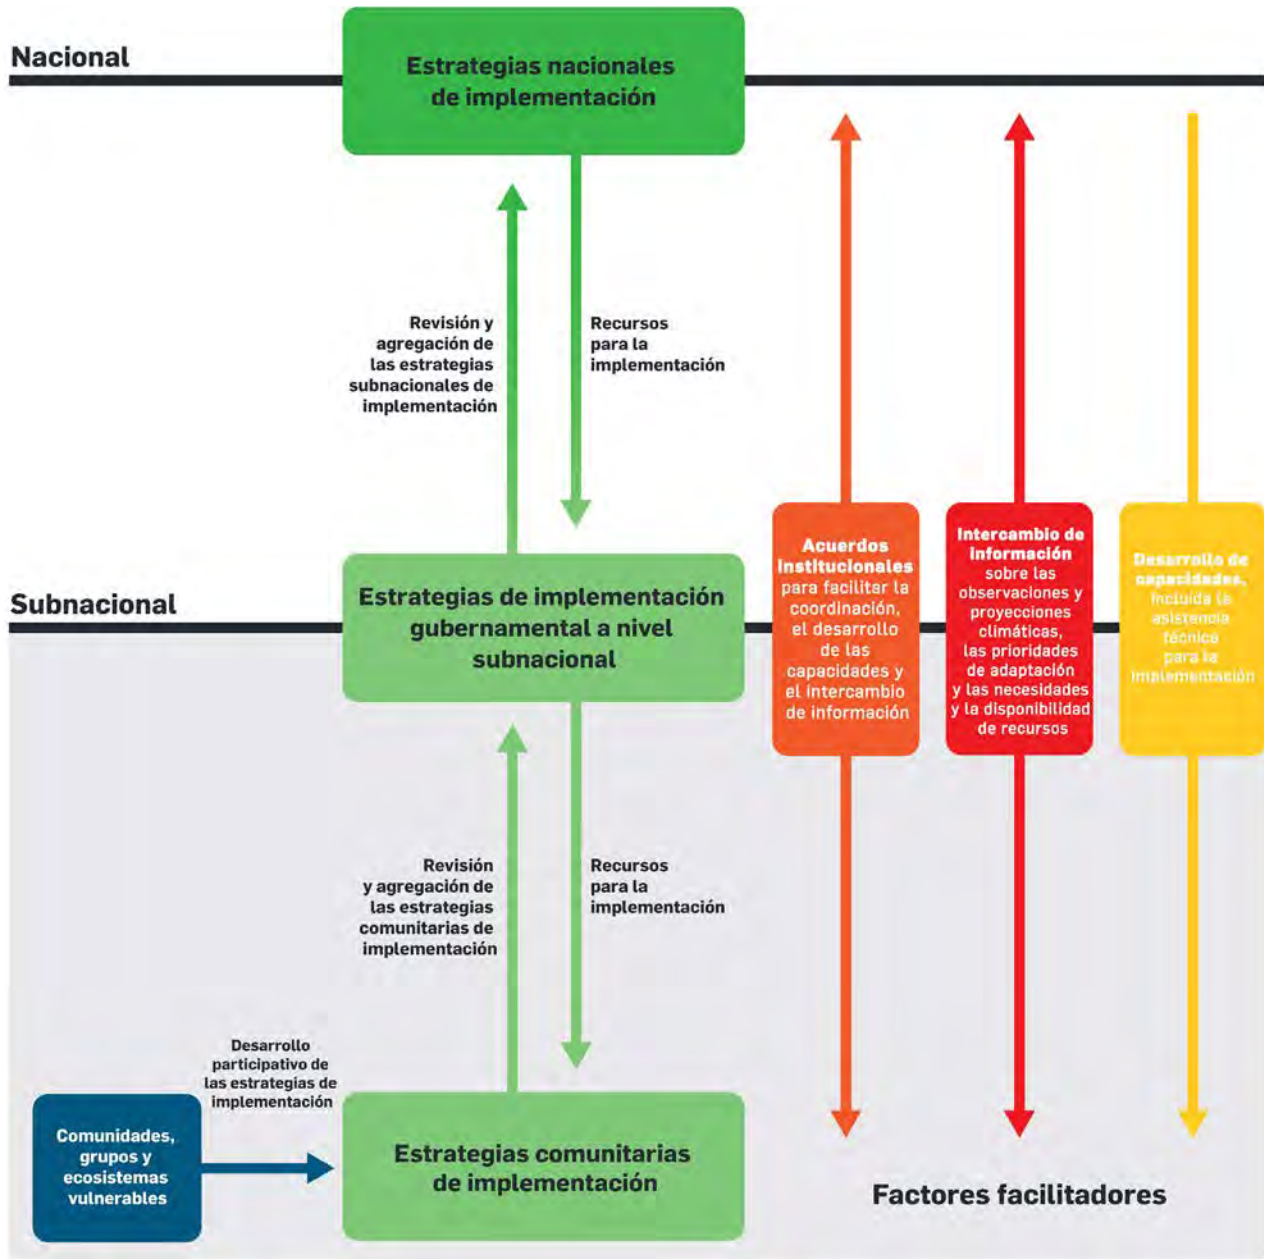 Nacional
Estrategias nacionales
de implementación
Revisión y
agregación de
las estrategias
subnacionales de
implementación
Recursos
para la
implementación
Subnacional
Estrategias de implementación
gubernamental a nivel
subnacional
Acuerdos
institucionales
para facilitar la
coordinación,
el desarrollo
de las
capacidades y
el intercambio
de información
Intercambio de
información
sobre las
observaciones y
proyecciones
climáticas,
las prioridades
de adaptación
y las necesidades
y la disponibilidad
de recursos
Desarrollo de
capacidades,
incluida la
asistencia
técnica
para la
implementación
Revisión
y agregación de
las estrategias
comunitarias de
implementación
Recursos
para la
implementación
Desarrollo
participativo de
las estrategias de
implementación
Comunidades,
grupos y
ecosistemas
vulnerables
Estrategias comunitarias
de implementación
Factores facilitadores